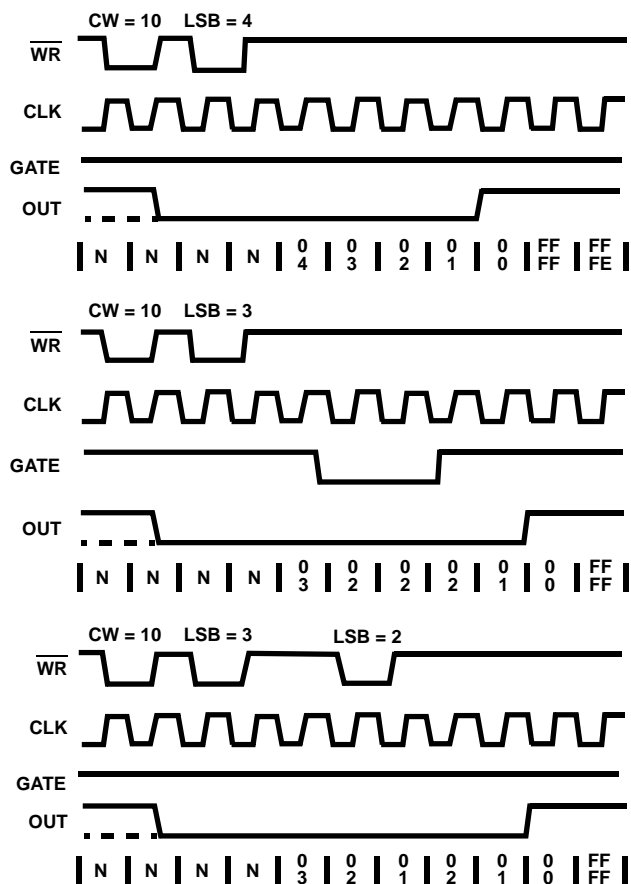 CW = 10 LSB = 4
WR
CLK
GATE
OUT
N N N N 0 4 0 3 0 2 0 1 0 0 FF FF FF FE
CW = 10 LSB = 3
WR
CLK
GATE
OUT
N N N N 0 3 0 2 0 2 0 2 0 1 0 0 FF FF
CW = 10 LSB = 3 LSB = 2
WR
CLK
GATE
OUT
N N N N 0 3 0 2 0 1 0 2 0 1 0 0 FF FF